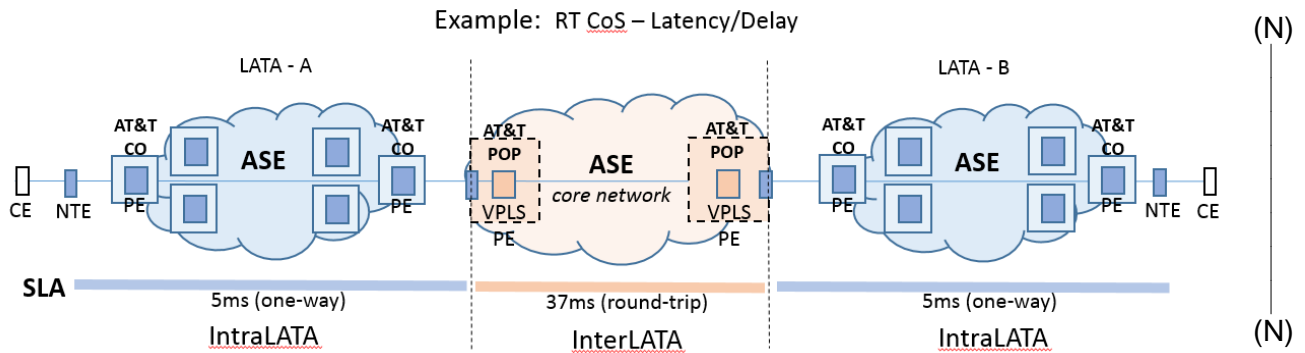 Example: RT CoS – Latency/Delay
(N)
LATA - A
LATA - B
AT&T
CO
AT&T
CO
AT&T
POP
AT&T
POP
AT&T
CO
AT&T
CO
ASE
ASE
core network
ASE
CE
NTE
PE
PE
VPLS
PE
VPLS
PE
PE
PE
NTE
CE
SLA
5ms (one-way)
37ms (round-trip)
5ms (one-way)
IntraLATA
InterLATA
IntraLATA
(N)